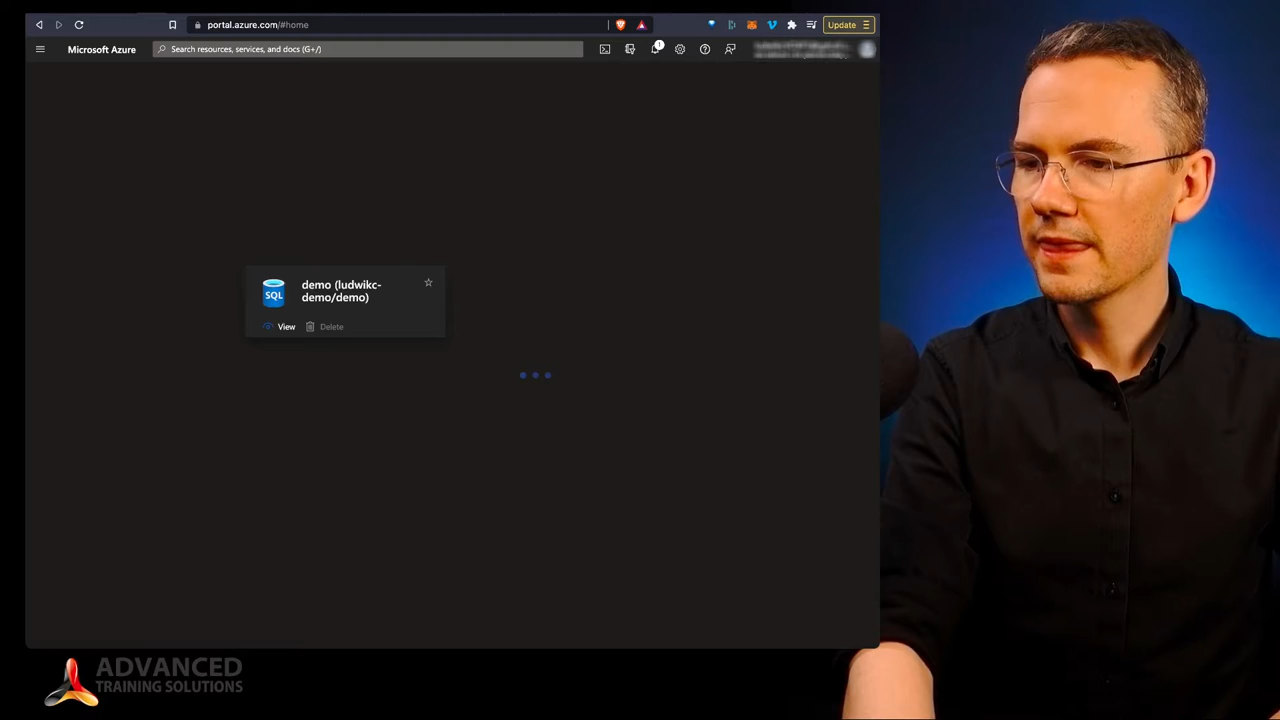 portal.azure.com/#home
Update
Microsoft Azure
Search resources, services, and docs (G+/)
1
demo (ludwikc-
demo/demo)
SQL
View
Delete
ADVANCED
TRAINING SOLUTIONS